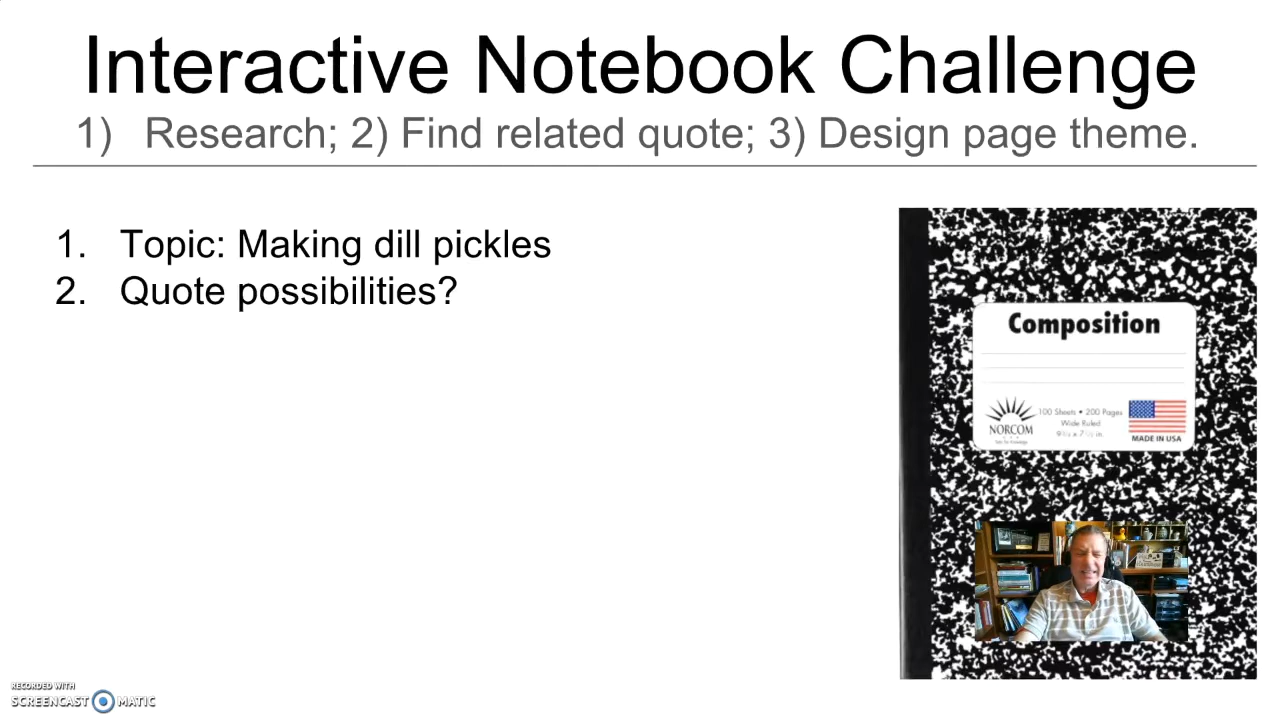 Interactive Notebook Challenge
1) Research; 2) Find related quote; 3) Design page theme.
1. Topic: Making dill pickles
2. Quote possibilities?
Composition
100 Sheets • 200 Pages
Wide Ruled
NORCOM
MADE IN USA
RECORDED WITH
SCREENCAST MATIC